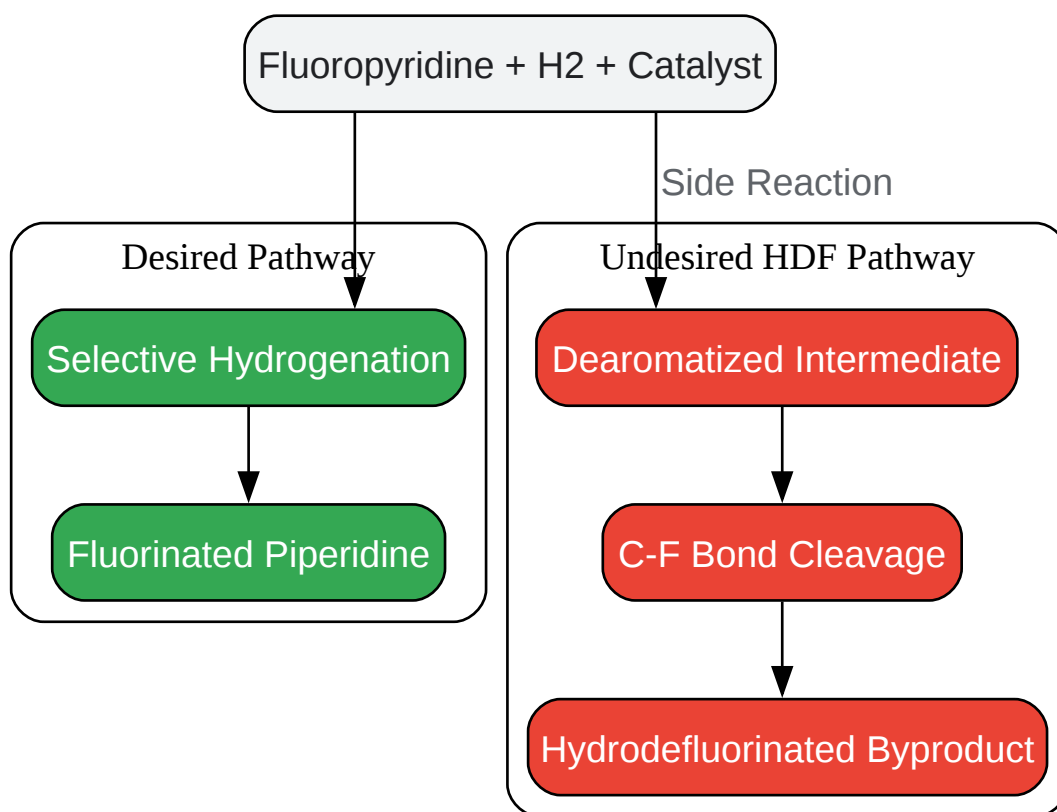 Fluoropyridine + H2 + Catalyst
Side Reaction
Desired Pathway
Undesired HDF Pathway
Selective Hydrogenation
Dearomatized Intermediate
Fluorinated Piperidine
C-F Bond Cleavage
Hydrodefluorinated Byproduct